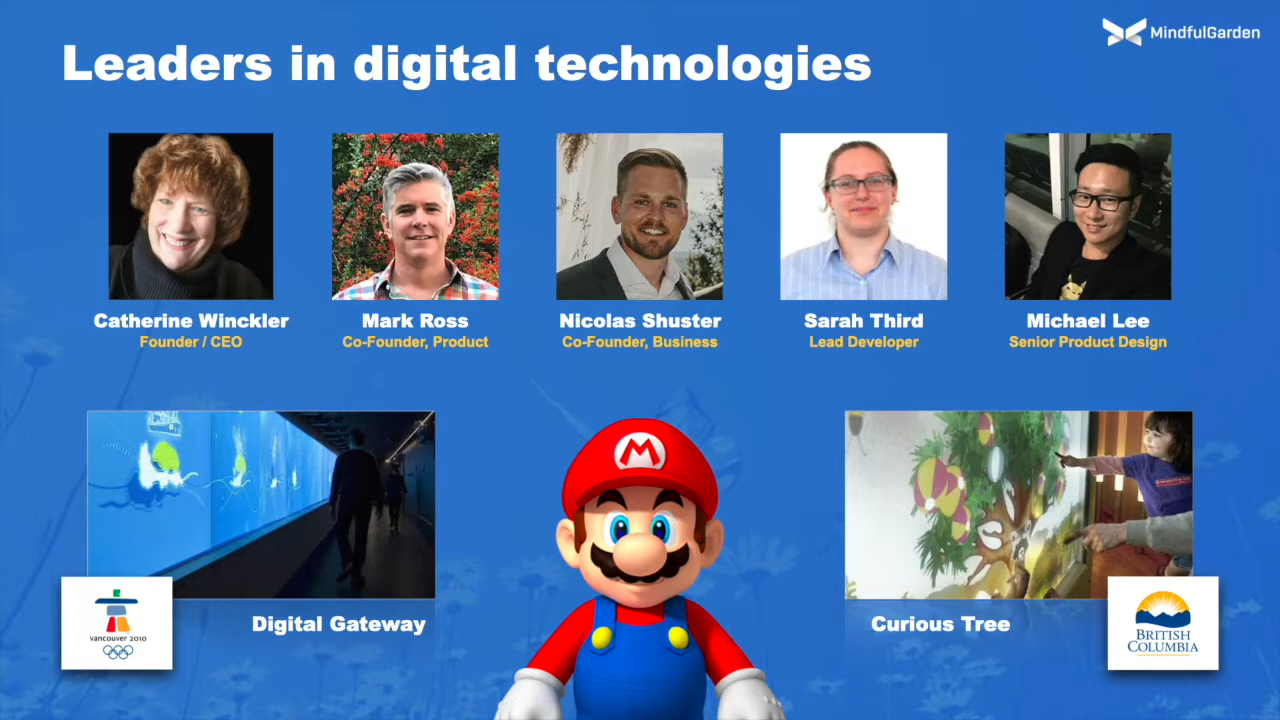 MindfulGarden
Leaders in digital technologies
Catherine Winckler
Founder / CEO
Mark Ross
Co-Founder, Product
Nicolas Shuster
Co-Founder, Business
Sarah Third
Lead Developer
Michael Lee
Senior Product Design
M
vancouver 2010
Digital Gateway
Curious Tree
BRITISH
COLUMBIA